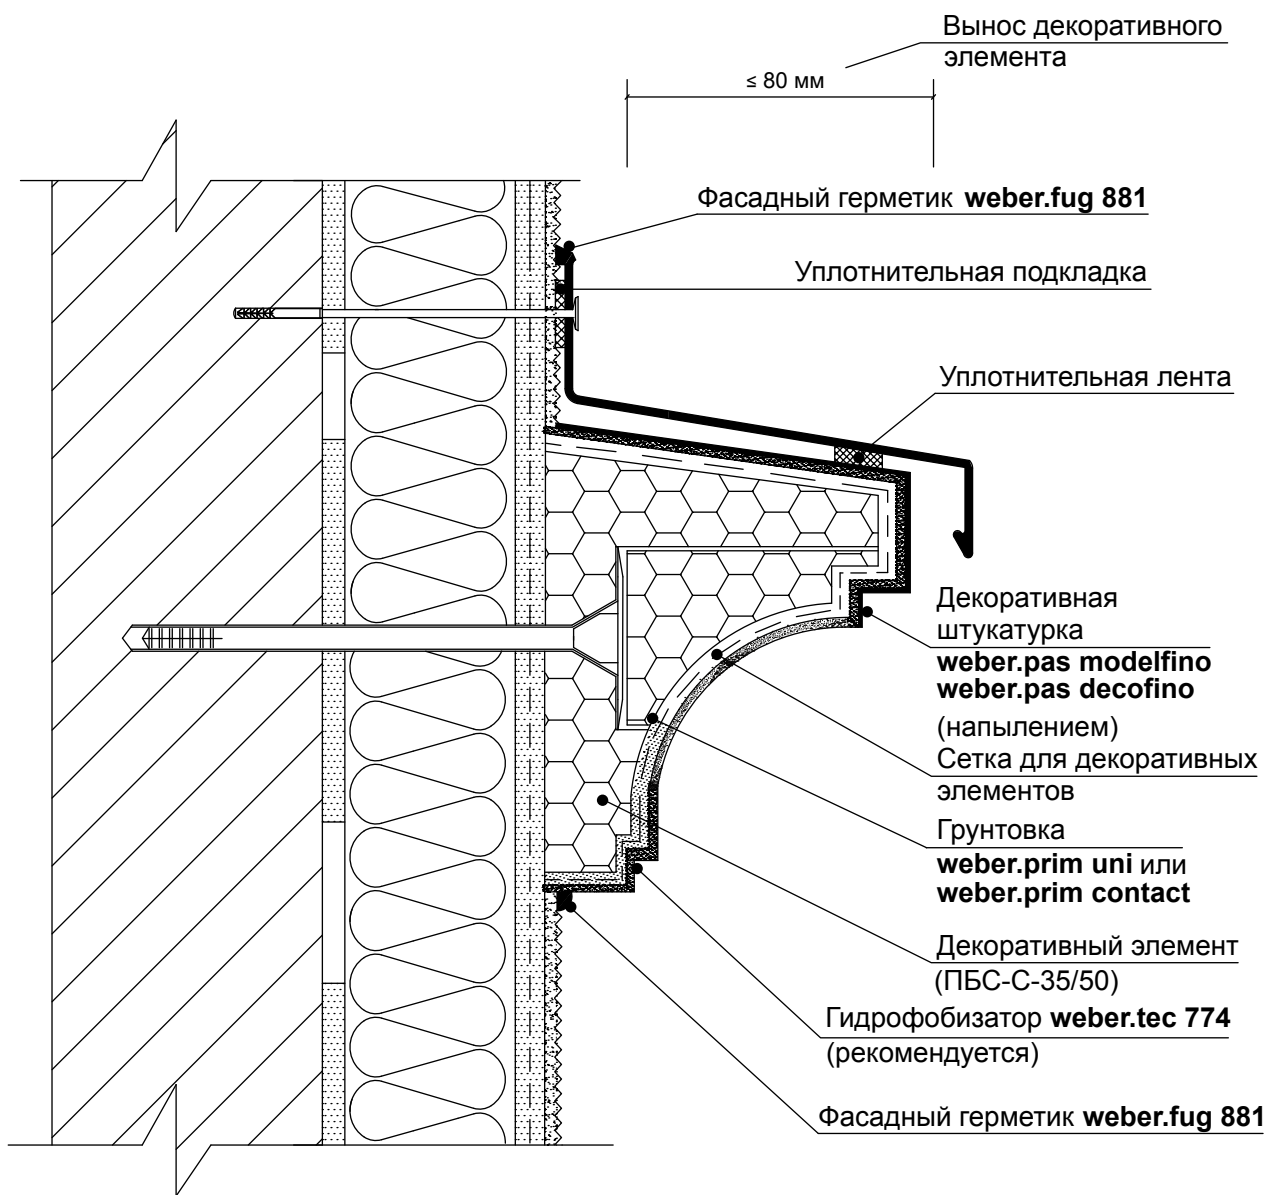 Вынос декоративного
элемента
≤ 80 мм
Фасадный герметик weber.fug 881
Уплотнительная подкладка
Уплотнительная лента
Декоративная
штукатурка
weber.pas modelfino
weber.pas decofino
(напылением)
Сетка для декоративных
элементов
Грунтовка
weber.prim uni или
weber.prim contact
Декоративный элемент
(ПБС-С-35/50)
Гидрофобизатор weber.tec 774
(рекомендуется)
Фасадный герметик weber.fug 881